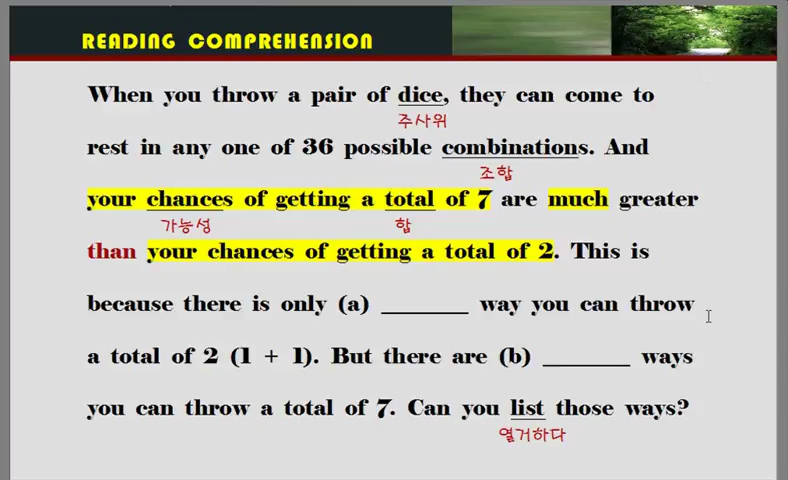 READING COMPREHENSION
When you throw a pair of dice, they can come to
주사위
rest in any one of 36 possible combinations. And
조합
your chances of getting a total of 7 are much greater
가능성 합
than your chances of getting a total of 2. This is
because there is only (a) ________ way you can throw
a total of 2 (1 + 1). But there are (b) ________ ways
you can throw a total of 7. Can you list those ways?
열거하다